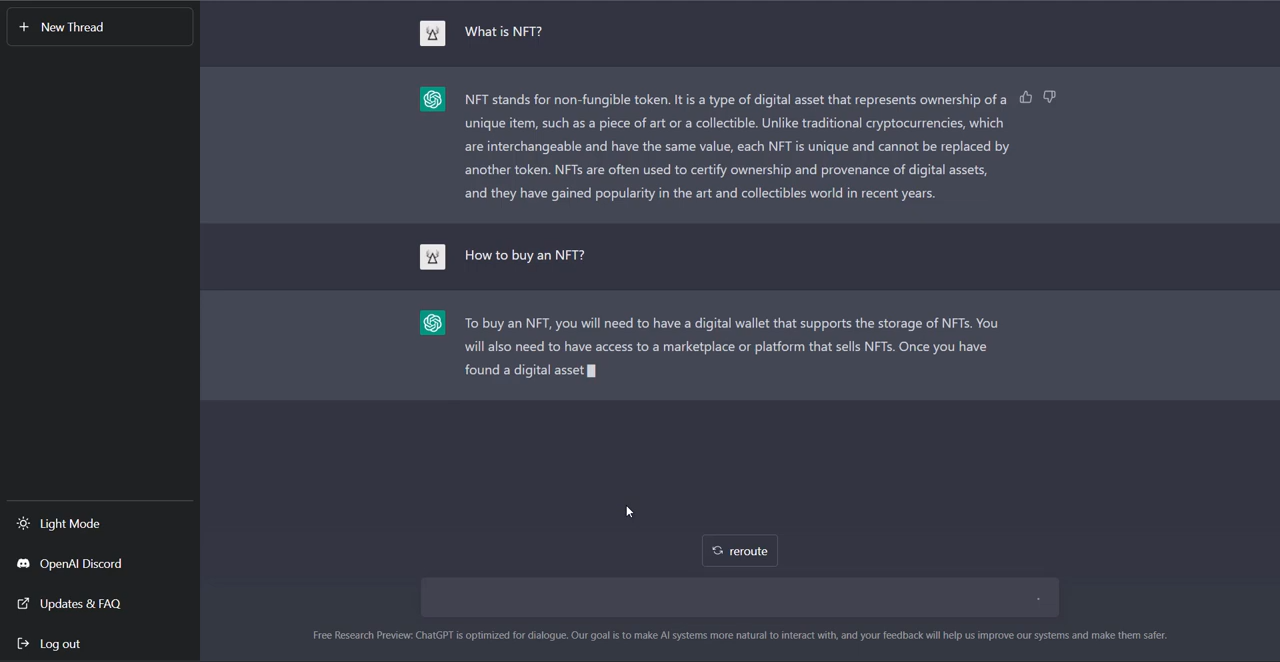 New Thread
What is NFT?
NFT stands for non-fungible token. It is a type of digital asset that represents ownership of a
unique item, such as a piece of art or a collectible. Unlike traditional cryptocurrencies, which
are interchangeable and have the same value, each NFT is unique and cannot be replaced by
another token. NFTs are often used to certify ownership and provenance of digital assets,
and they have gained popularity in the art and collectibles world in recent years.
How to buy an NFT?
To buy an NFT, you will need to have a digital wallet that supports the storage of NFTs. You
will also need to have access to a marketplace or platform that sells NFTs. Once you have
found a digital asset
Light Mode
OpenAI Discord
Updates & FAQ
Log out
reroute
Free Research Preview: ChatGPT is optimized for dialogue. Our goal is to make AI systems more natural to interact with, and your feedback will help us improve our systems and make them safer.